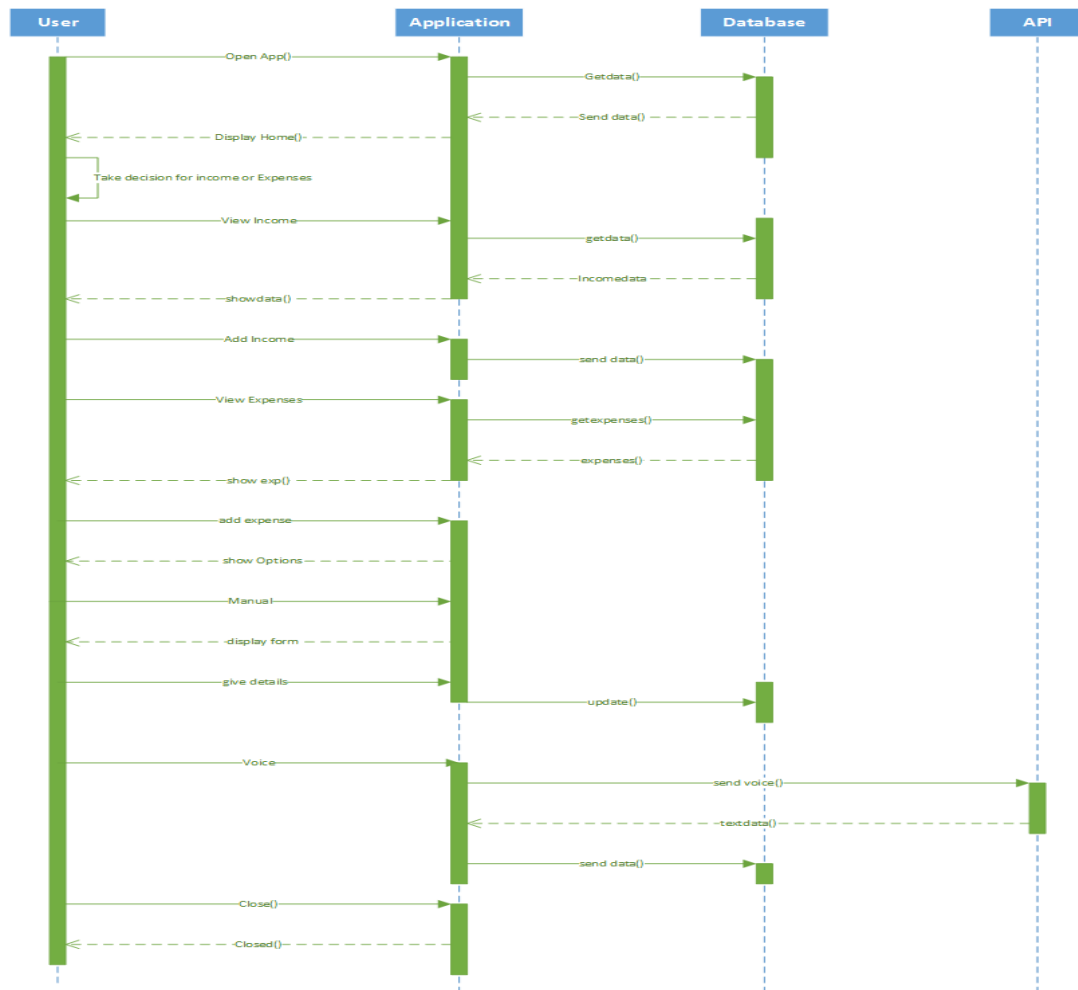 User
Application
Database
API
Open App()
Getdata()
Send data()
Display Home()
Take decision for income or Expenses
View Income
getdata()
Incomedata
showdata()
Add Income
send data()
View Expenses
getexpenses()
expenses()
show exp()
add expense
show Options
Manual
display form
give details
update()
Voice
send voice()
textdata()
send data()
Close()
Closed()